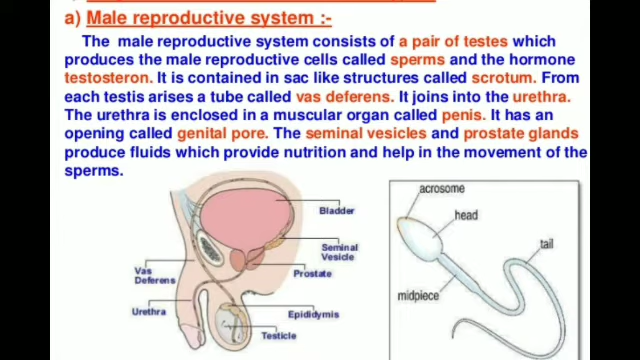 a) Male reproductive system :-
The male reproductive system consists of a pair of testes which
produces the male reproductive cells called sperms and the hormone
testosteron. It is contained in sac like structures called scrotum. From
each testis arises a tube called vas deferens. It joins into the urethra.
The urethra is enclosed in a muscular organ called penis. It has an
opening called genital pore. The seminal vesicles and prostate glands
produce fluids which provide nutrition and help in the movement of the
sperms.
Bladder
Seminal
Vesicle
Prostate
Vas
Deferens
Urethra
Epididymis
Testicle
acrosome
head
tail
midpiece